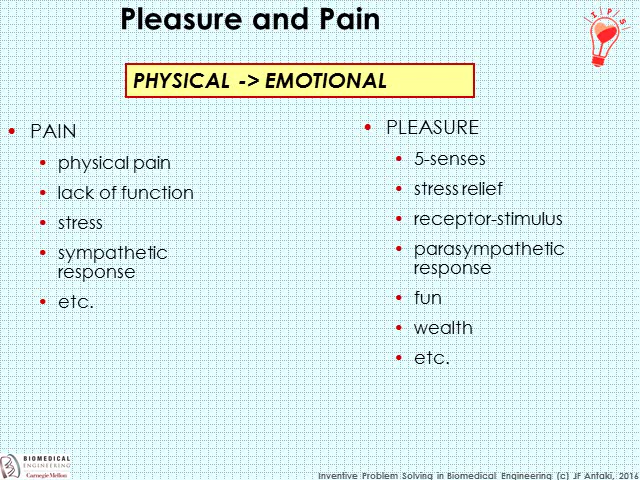 Pleasure and Pain
I P S
PHYSICAL -> EMOTIONAL
• PAIN
• physical pain
• lack of function
• stress
• sympathetic
response
• etc.
• PLEASURE
• 5-senses
• stress relief
• receptor-stimulus
• parasympathetic
response
• fun
• wealth
• etc.
BIOMEDICAL
ENGINEERING
Carnegie Mellon
Inventive Problem Solving in Biomedical Engineering (c) JF Antaki, 2016